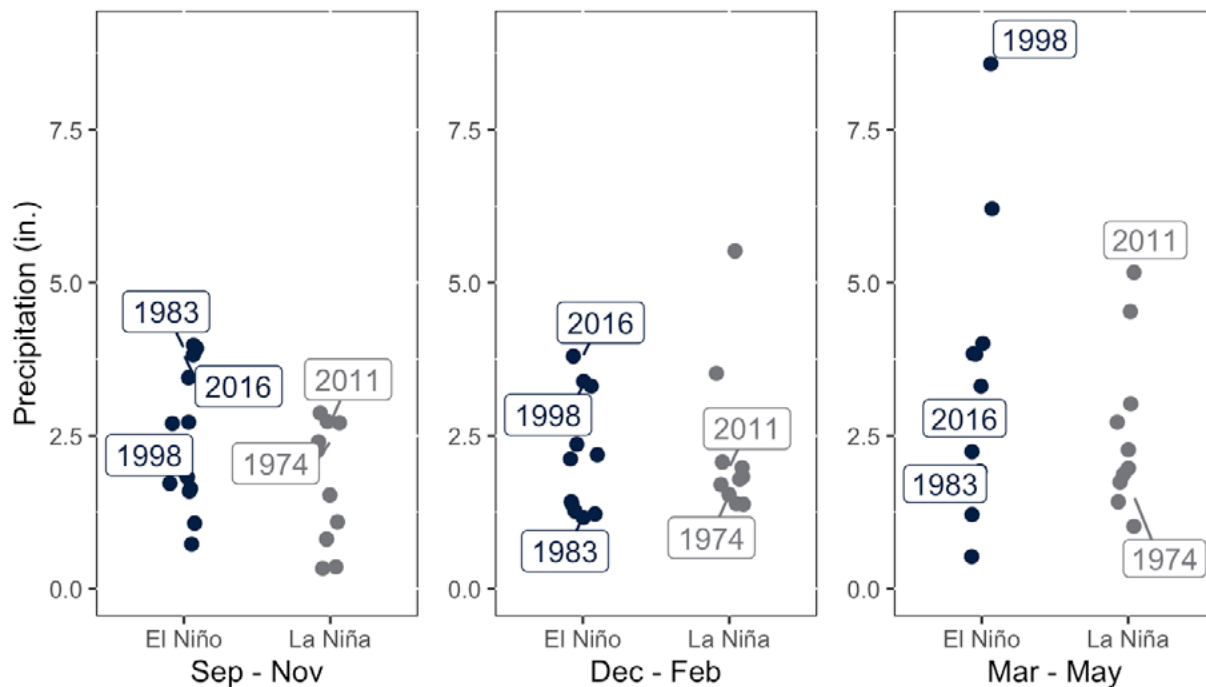 Precipitation (in.)
7.5
5.0
2.5
0.0
1983
2016
1998
2011
1974
El Niño
La Niña
Sep - Nov
7.5
5.0
2.5
0.0
2016
1998
1983
2011
1974
El Niño
La Niña
Dec - Feb
7.5
5.0
2.5
0.0
1998
2016
1983
2011
1974
El Niño
La Niña
Mar - May